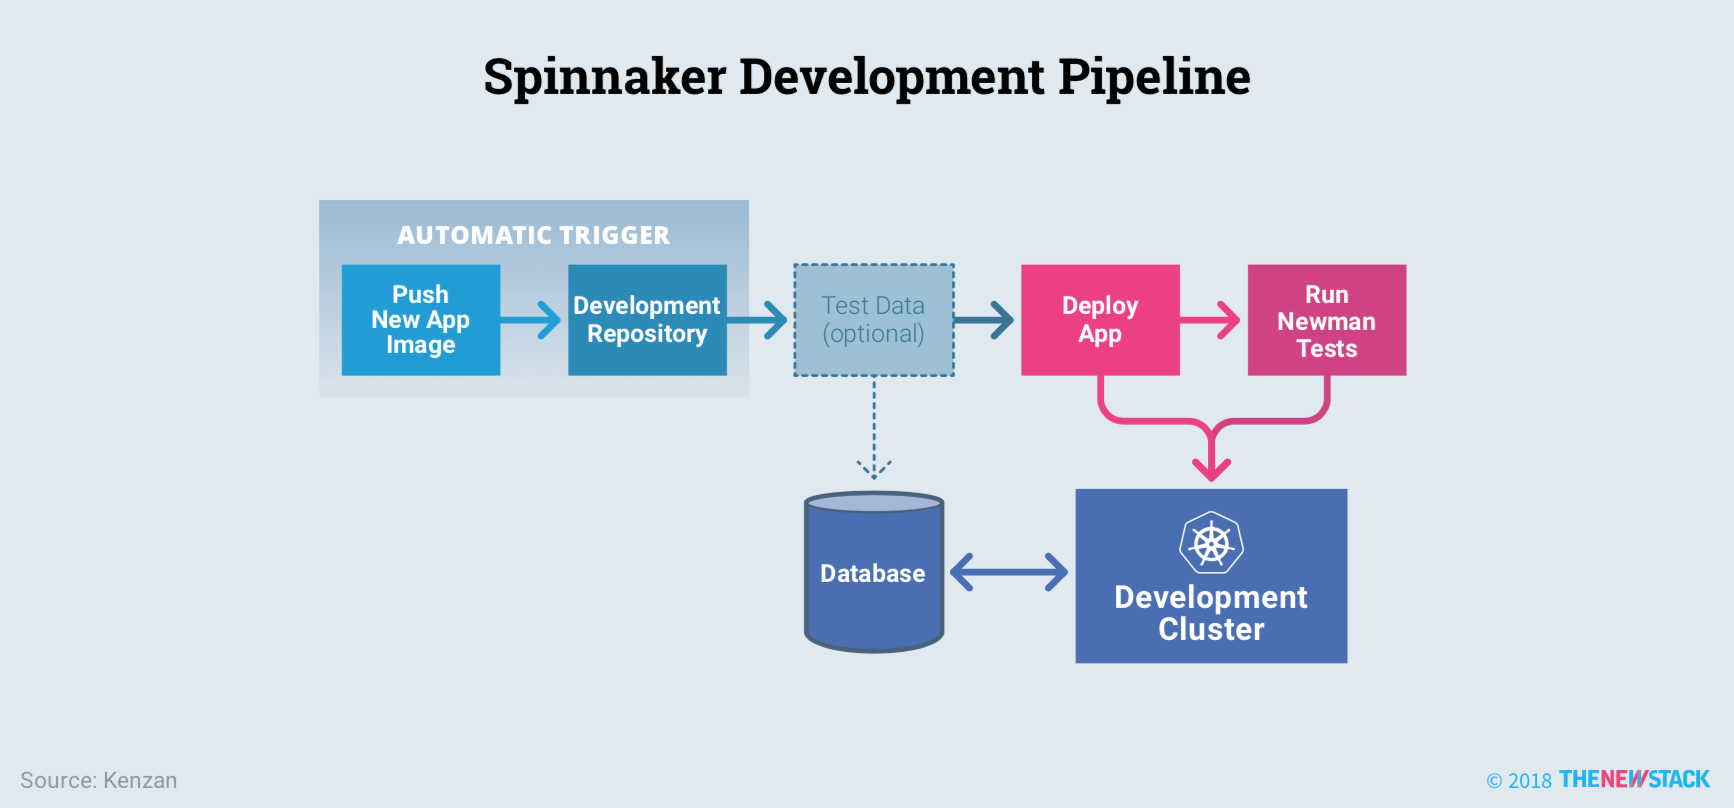 Spinnaker Development Pipeline
AUTOMATIC TRIGGER
Push
New App
Image
Development
Repository
Test Data
(optional)
Deploy
App
Run
Newman
Tests
Database
Development
Cluster
Source: Kenzan
© 2018 THENEWSTACK